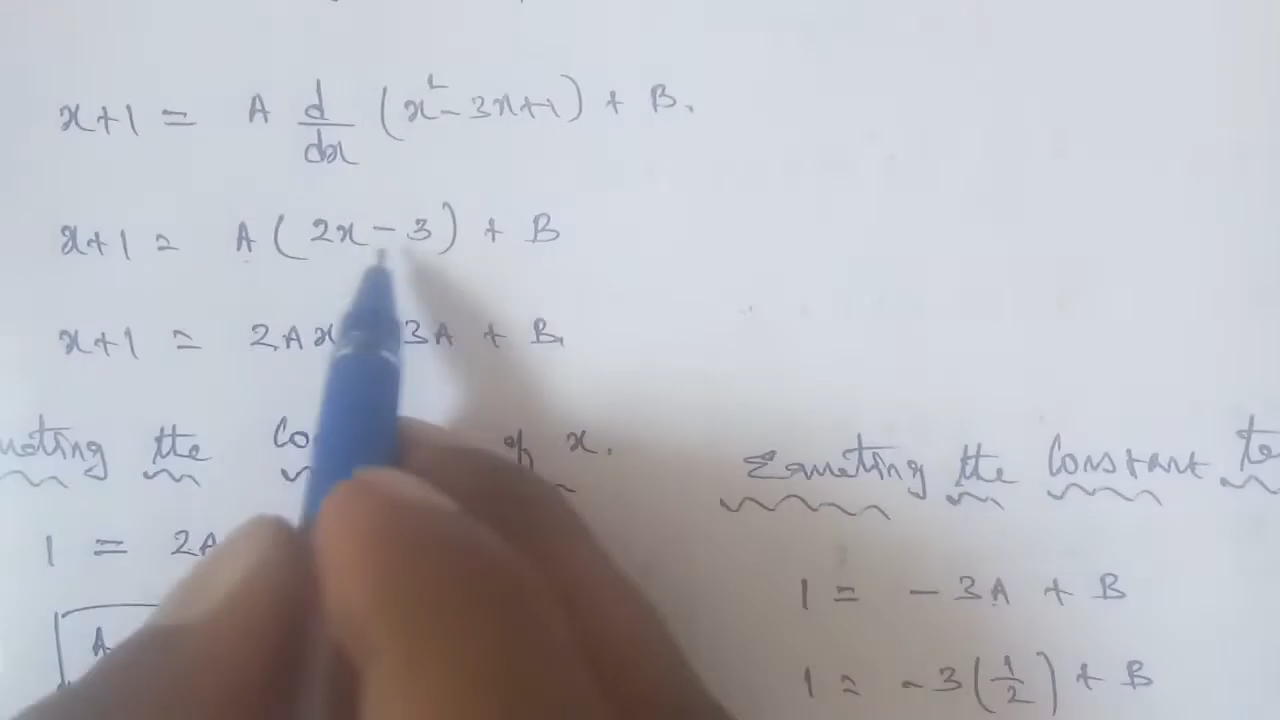 x+1 = A d/dx (x² - 3x+1) + B.
x+1 = A ( 2x - 3 ) + B
x+1 = 2Ax 3A + B.
the of x.
Equating the Constant
1 = 2A
1 = - 3A + B
A
1 = - 3 (1/2) + B